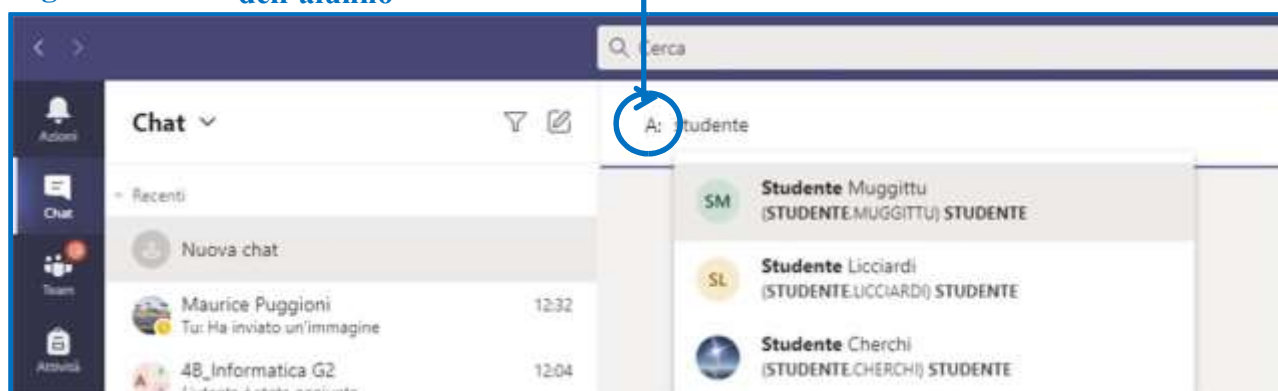 dell'alunno
Cerca
Azioni
Chat
A: studente
Chat
Recenti
Nuova chat
Team
Maurice Puggioni 12:32
Tu: Ha inviato un'immagine
Attività
4B_Informatica G2 12:04
SM Studente Muggittu
(STUDENTE.MUGGITTU) STUDENTE
SL Studente Licciardi
(STUDENTE.LICCIARDI) STUDENTE
Studente Cherchi
(STUDENTE.CHERCHI) STUDENTE